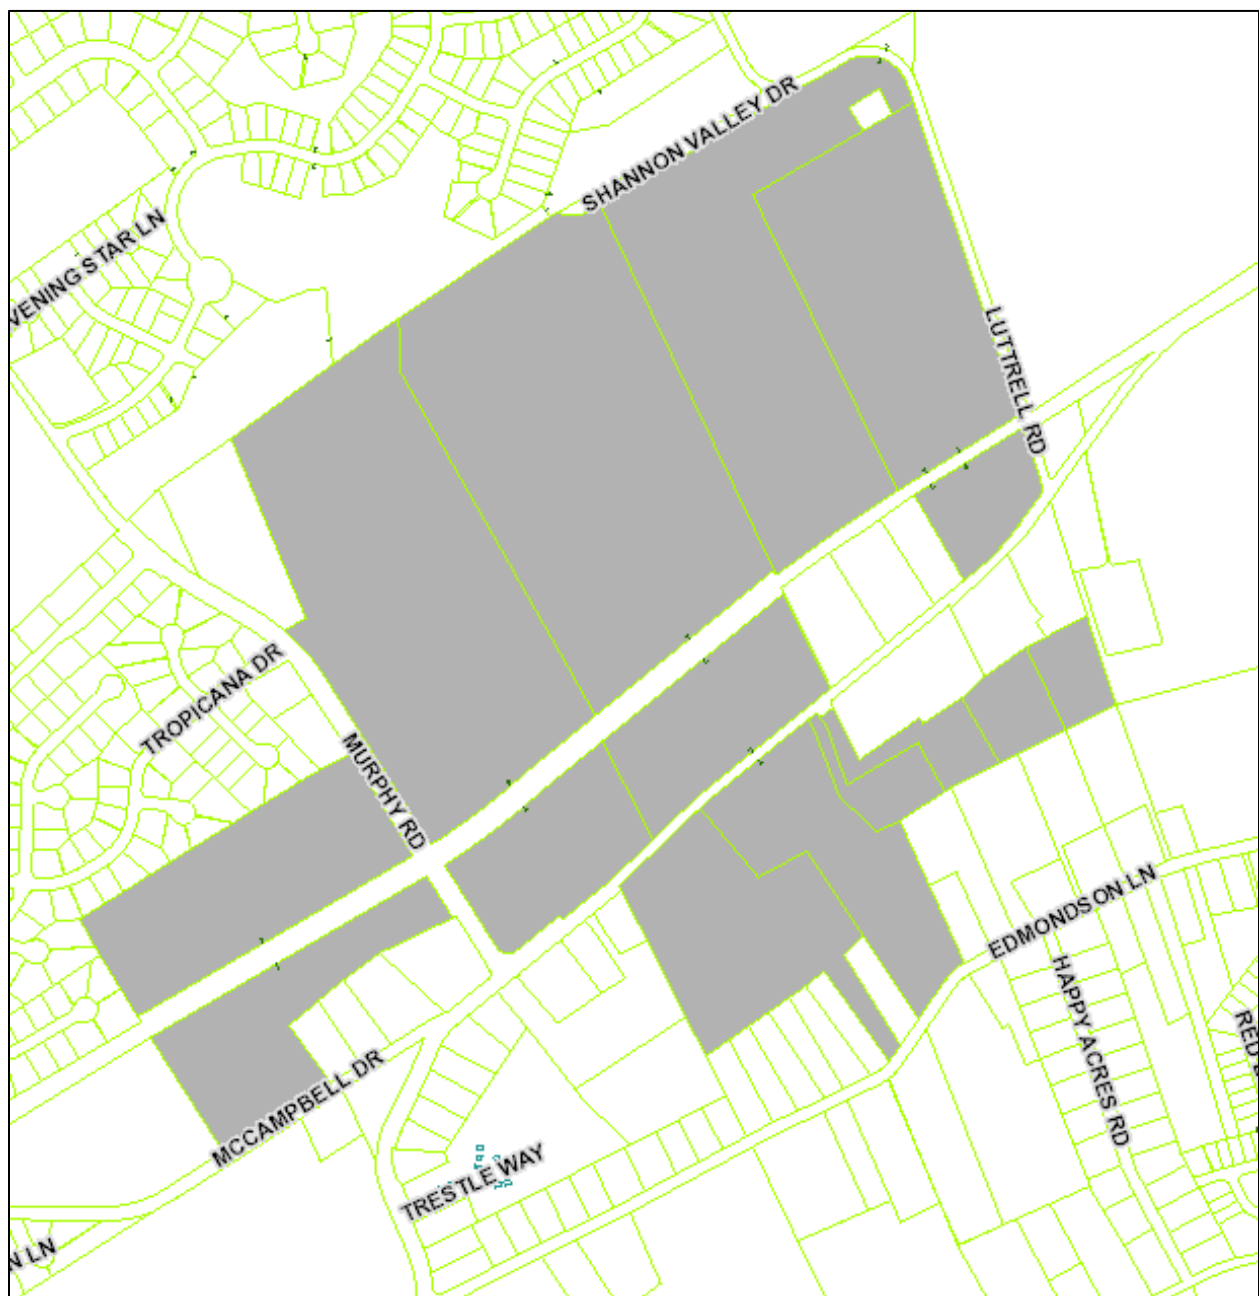 SHANNON VALLEY DR
VENING STAR LN
LUTTRELL RD
TROPICANA DR
MURPHY RD
EDMONDSON LN
HAPPY ACRES RD
RED
MCCAMPBELL DR
TRESTLE WAY
N LN